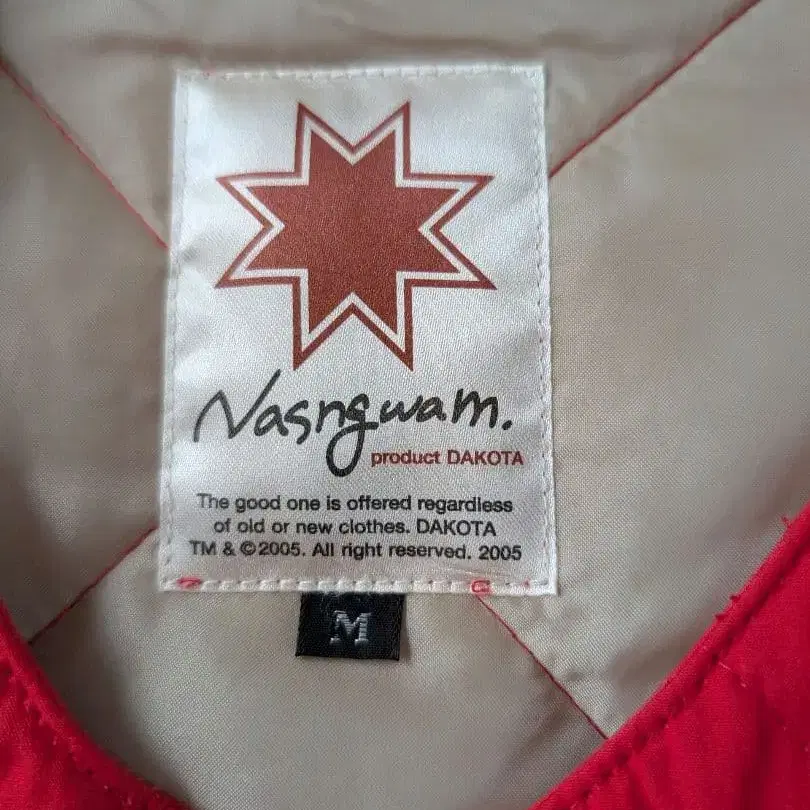 Nasngwam.
product DAKOTA
The good one is offered regardless
of old or new clothes. DAKOTA
TM & ©2005. All right reserved. 2005
M